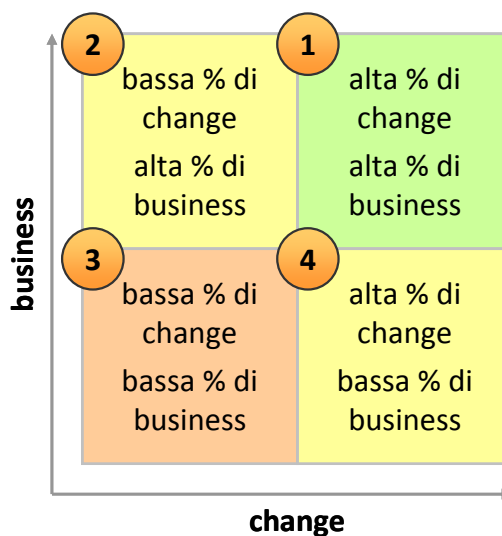 2
bassa % di
change
alta % di
business
1
alta % di
change
alta % di
business
3
bassa % di
change
bassa % di
business
4
alta % di
change
bassa % di
business
business
change